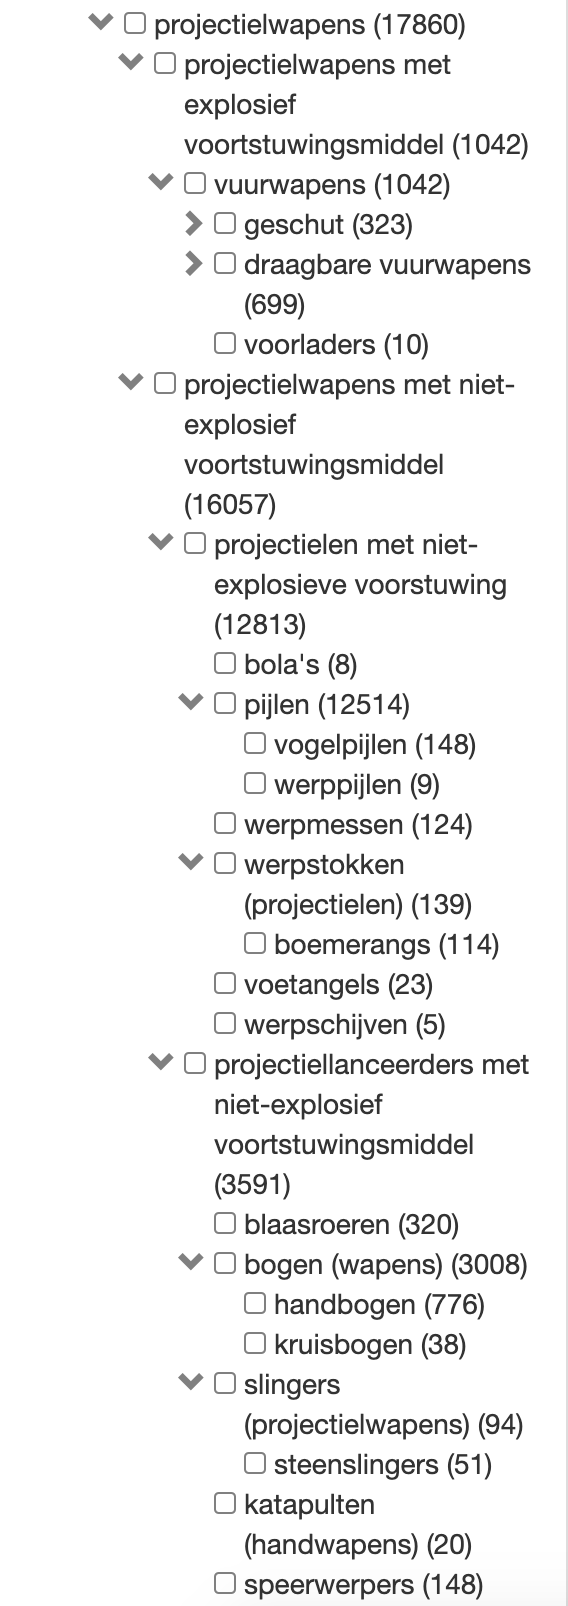 projectielwapens (17860)
projectielwapens met
explosief
voortstuwingsmiddel (1042)
vuurwapens (1042)
geschut (323)
draagbare vuurwapens
(699)
voorladers (10)
projectielwapens met niet-
explosief
voortstuwingsmiddel
(16057)
projectielen met niet-
explosieve voorstuwing
(12813)
bola's (8)
pijlen (12514)
vogelpijlen (148)
werppijlen (9)
werpmessen (124)
werpstokken
(projectielen) (139)
boemerangs (114)
voetangels (23)
werpschijven (5)
projectiellanceerders met
niet-explosief
voortstuwingsmiddel
(3591)
blaasroeren (320)
bogen (wapens) (3008)
handbogen (776)
kruisbogen (38)
slingers
(projectielwapens) (94)
steenslingers (51)
katapulten
(handwapens) (20)
speerwerpers (148)